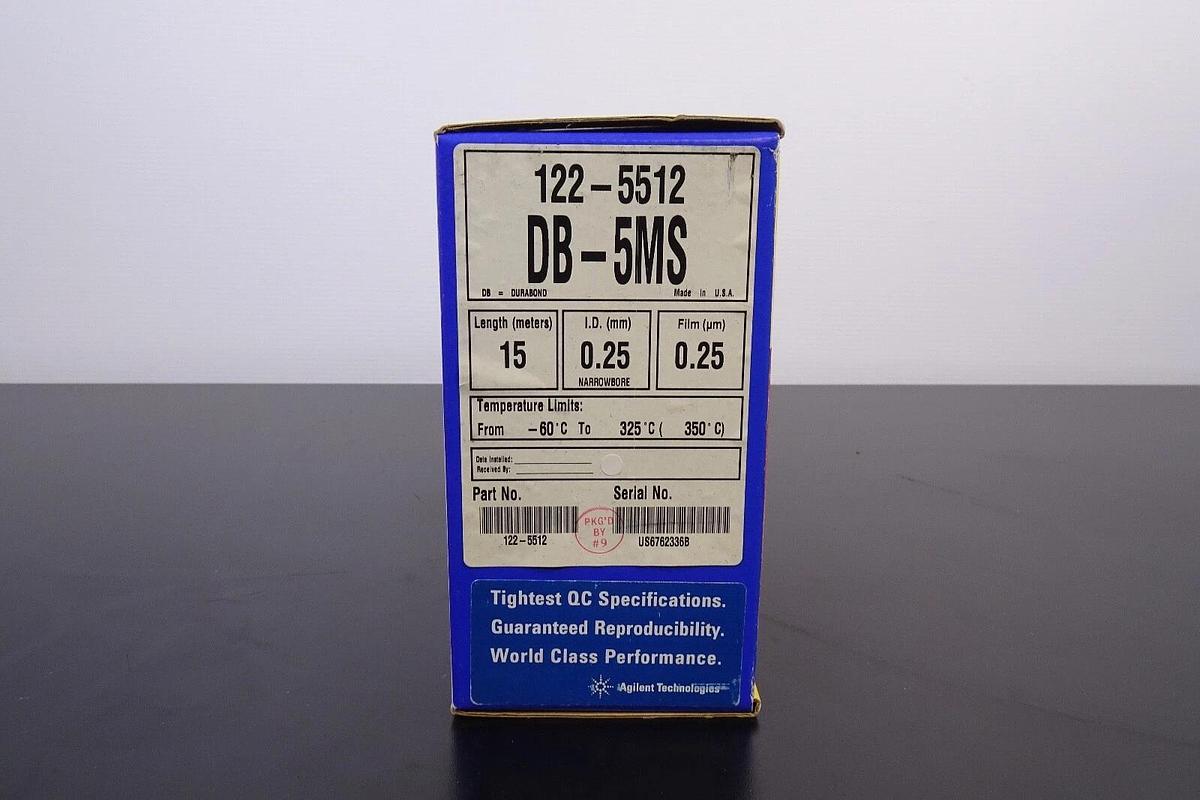 122-5512
DB-5MS
DB = DURABOND Made in U.S.A.
Length (meters) I.D. (mm) Film (µm)
15 0.25 0.25
NARROWBORE
Temperature Limits:
From -60°C To 325°C ( 350°C)
Date Installed:
Received By:
Part No. Serial No.
PKG'D
BY
#9
122-5512 US6762336B
Tightest QC Specifications.
Guaranteed Reproducibility.
World Class Performance.
Agilent Technologies